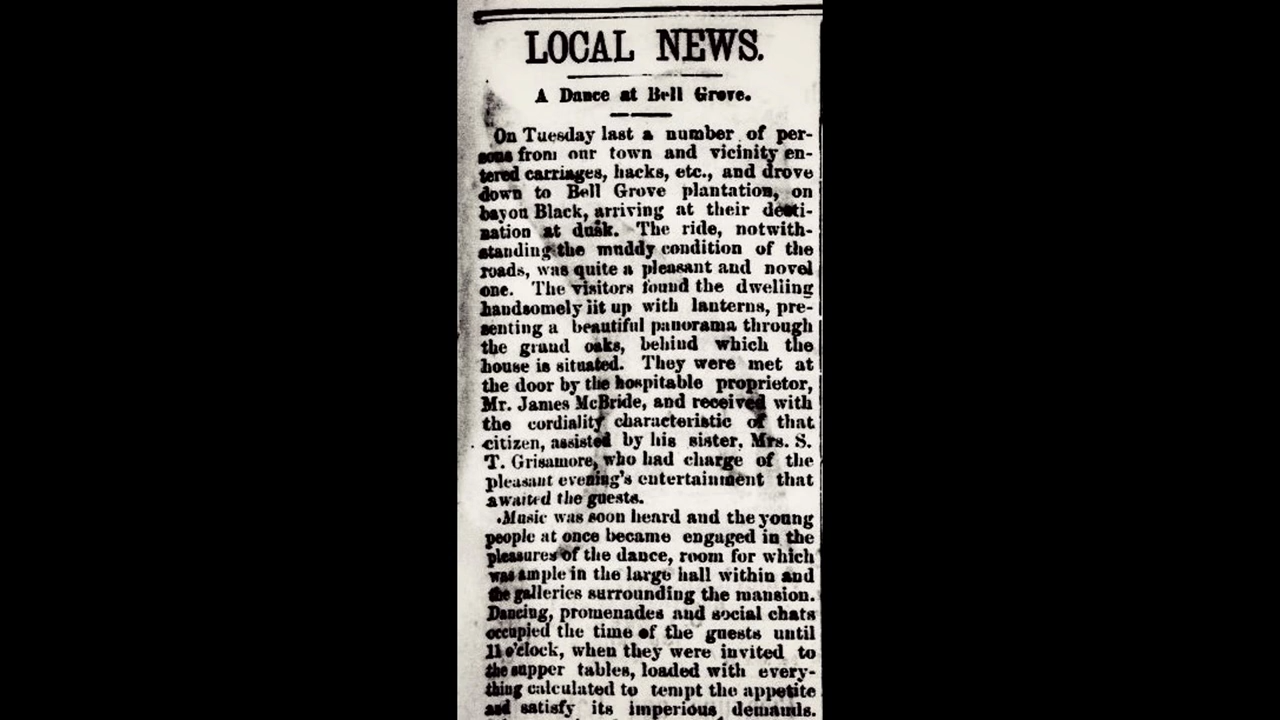 LOCAL NEWS.
A Dance at Bell Grove.
On Tuesday last a number of per-
sons from our town and vicinity en-
tered carriages, hacks, etc., and drove
down to Bell Grove plantation, on
bayou Black, arriving at their desti-
nation at dusk. The ride, notwith-
standing the muddy condition of the
roads, was quite a pleasant and novel
one. The visitors found the dwelling
handsomely lit up with lanterns, pre-
senting a beautiful panorama through
the grand oaks, behind which the
house is situated. They were met at
the door by the hospitable proprietor,
Mr. James McBride, and received with
the cordiality characteristic of that
citizen, assisted by his sister, Mrs. S.
T. Grisamore, who had charge of the
pleasant evening's entertainment that
awaited the guests.
Music was soon heard and the young
people at once became engaged in the
pleasures of the dance, room for which
was ample in the large hall within and
the galleries surrounding the mansion.
Dancing, promenades and social chats
occupied the time of the guests until
11 o'clock, when they were invited to
the supper tables, loaded with every-
thing calculated to tempt the appetite
and satisfy its imperious demands.